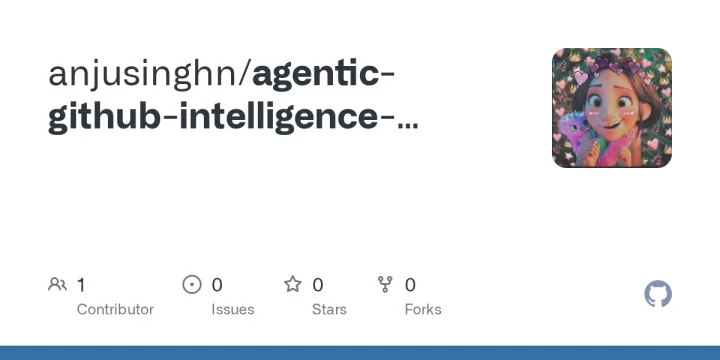 anjusinghn/agentic-
github-intelligence-...
1
Contributor
0
Issues
0
Stars
0
Forks